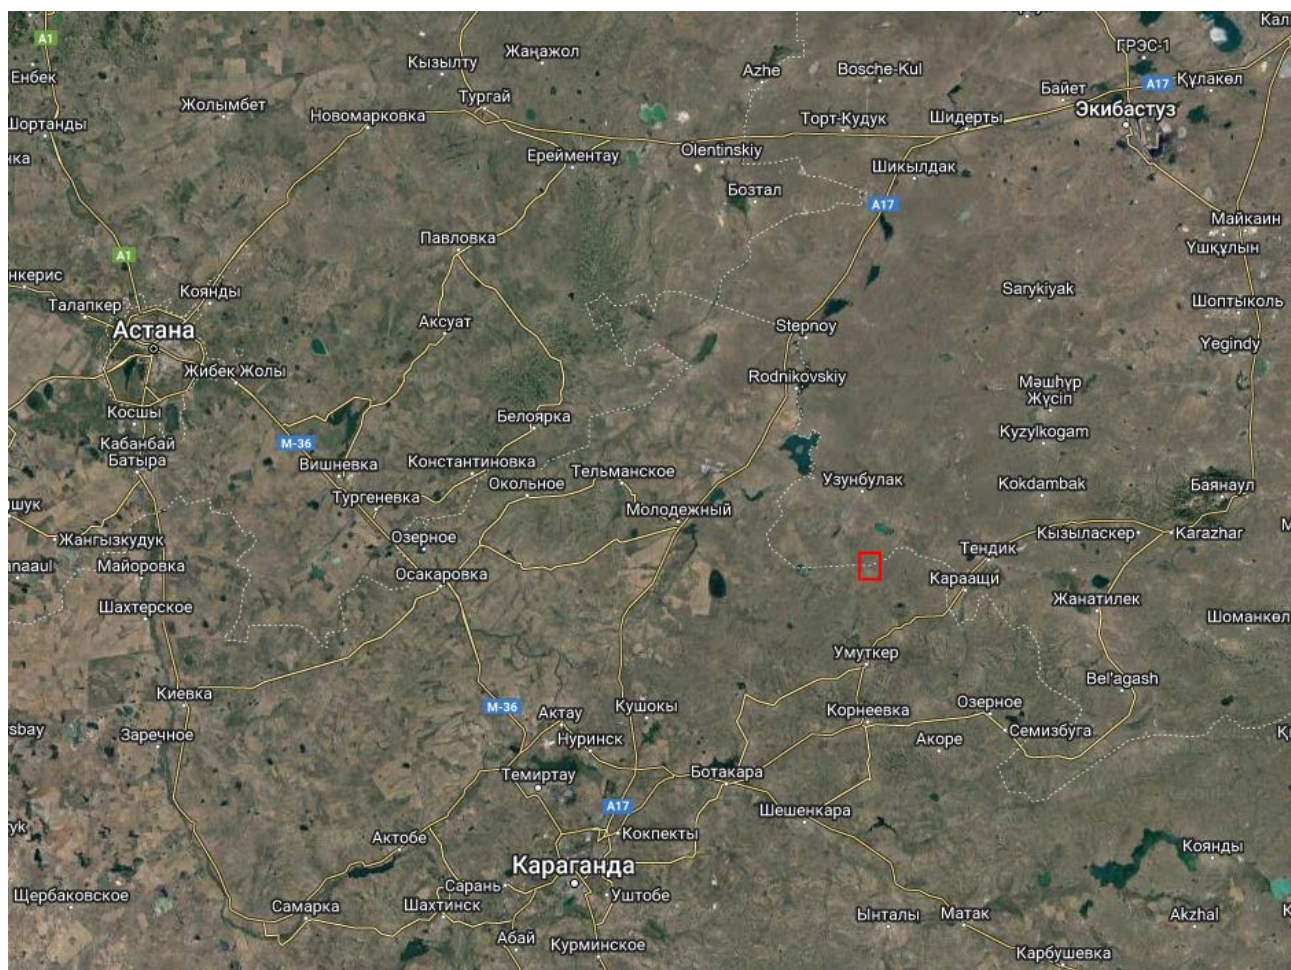 Кал
A1
ГРЭС-1
Жаңажол
Енбек
Кызылту
Azhe
Bosche-Kul
A17
Құлакөл
Байет
Тургай
Жолымбет
Новомарковка
Торт-Кудук
Шидерты
Экибастуз
Шортанды
нка
Ерейментау
Olentinskiy
Шикылдак
Бозтал
A17
Майкаин
Павловка
Үшқұлын
A1
нкерис
Коянды
Sarykiyak
Талапкер
Шоптыколь
Аксуат
Stepnoy
Астана
Yegindy
Жибек Жолы
Rodnikovskiy
Мәшһүр
Жүсіп
Косшы
Белоярка
Кабанбай
Батыра
M-36
Kyzylkogam
Вишневка
Константиновка
Тельманское
Узунбулак
Kokdambak
Баянаул
Окольное
Тургеневка
ышук
Молодежный
Жангызкудук
Озерное
Кызыласкер
Karazhar
М
Тендик
anaaul
Майоровка
Осакаровка
Караащи
Шахтерское
Жанатилек
Шоманкөл
Умуткер
Bel'agash
Киевка
M-36
Актау
Кушокы
Корнеевка
Озерное
sbay
Заречное
Нуринск
Акоре
Семизбуга
Темиртау
Ботакара
A17
Шешенкара
Актобе
Кокпекты
Коянды
Караганда
Щербаковское
Сарань
Уштобе
Самарка
Шахтинск
Ынталы
Матак
Akzhal
Абай
Курминское
Карбушевка